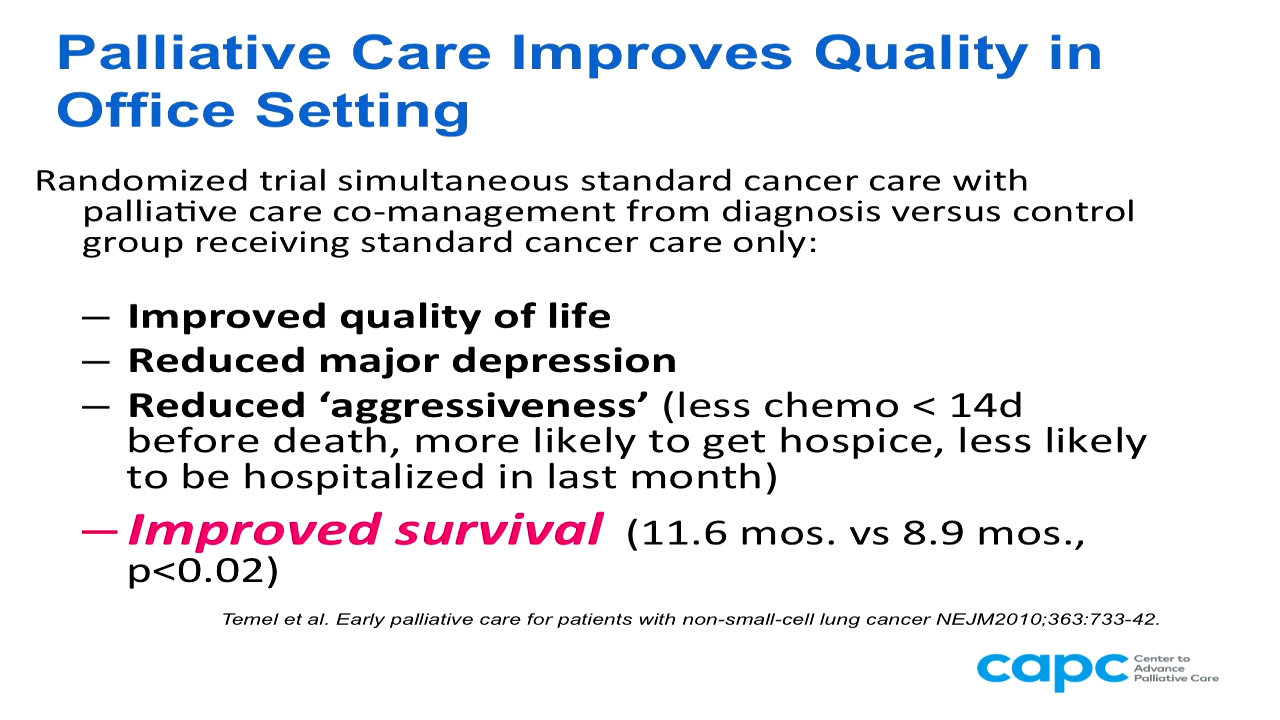 Palliative Care Improves Quality in
Office Setting
Randomized trial simultaneous standard cancer care with
palliative care co-management from diagnosis versus control
group receiving standard cancer care only:
— Improved quality of life
— Reduced major depression
— Reduced ‘aggressiveness’ (less chemo < 14d
before death, more likely to get hospice, less likely
to be hospitalized in last month)
— Improved survival (11.6 mos. vs 8.9 mos.,
p<0.02)
Temel et al. Early palliative care for patients with non-small-cell lung cancer NEJM2010;363:733-42.
capc Center to
Advance
Palliative Care